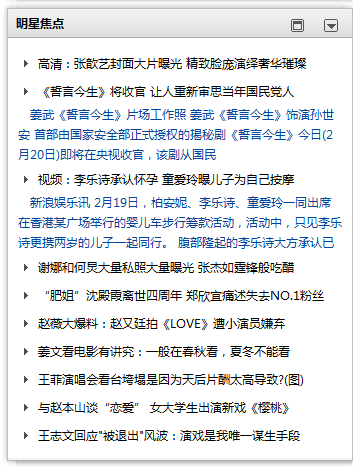 明星焦点
高清：张歆艺封面大片曝光 精致脸庞演绎奢华璀璨
《誓言今生》将收官 让人重新审思当年国民党人
姜武《誓言今生》片场工作照 姜武《誓言今生》饰演孙世
安 首部由国家安全部正式授权的揭秘剧《誓言今生》今日(2
月20日)即将在央视收官，该剧从国民
视频：李乐诗承认怀孕 童爱玲曝儿子为自己按摩
新浪娱乐讯 2月19日，柏安妮、李乐诗、童爱玲一同出席
在香港某广场举行的婴儿车步行筹款活动，活动中，只见李乐
诗更携两岁的儿子一起同行。 腹部隆起的李乐诗大方承认已
谢娜和何炅大量私照大量曝光 张杰如霆锋般吃醋
“肥姐”沈殿霞离世四周年 郑欣宜痛述失去NO.1粉丝
赵薇大爆料：赵又廷拍《LOVE》遭小演员嫌弃
姜文看电影有讲究：一般在春秋看，夏冬不能看
王菲演唱会看台垮塌是因为天后片酬太高导致?(图)
与赵本山谈“恋爱” 女大学生出演新戏《樱桃》
王志文回应"被退出"风波：演戏是我唯一谋生手段